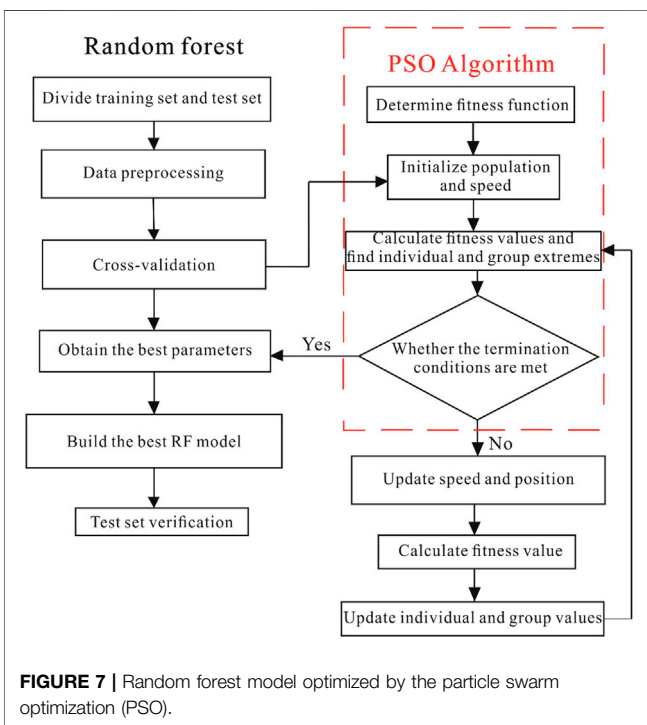 Random forest
Divide training set and test set
Data preprocessing
Cross-validation
Obtain the best parameters
Build the best RF model
Test set verification
PSO Algorithm
Determine fitness function
Initialize population
and speed
Calculate fitness values and
find individual and group extremes
Whether the termination
conditions are met
Yes
No
Update speed and position
Calculate fitness value
Update individual and group values
FIGURE 7 | Random forest model optimized by the particle swarm
optimization (PSO).